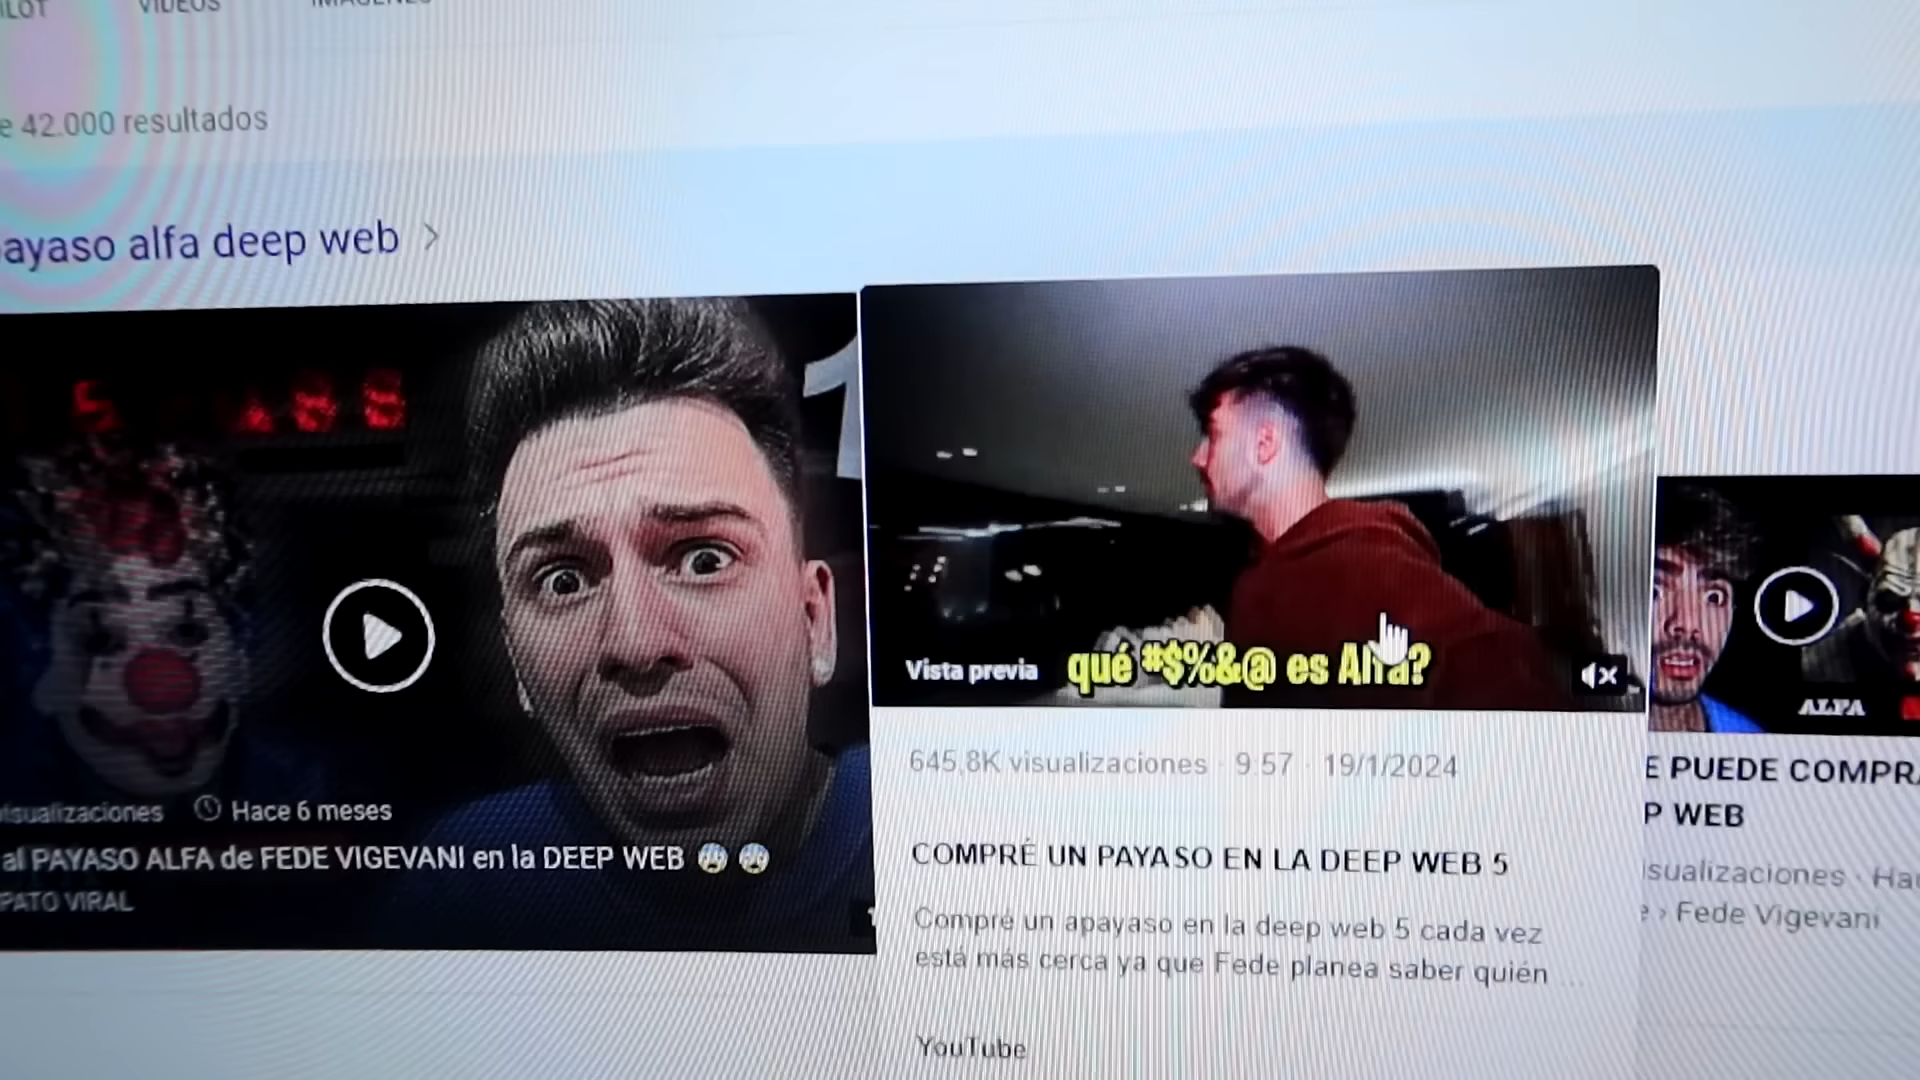 VIDEOS
e 42.000 resultados
ayaso alfa deep web >
Vista previa
qué #$%&@ es Alfa?
ALFA
visualizaciones Hace 6 meses
al PAYASO ALFA de FEDE VIGEVANI en la DEEP WEB 😨 😨
PATO VIRAL
645,8K visualizaciones · 9:57 · 19/1/2024
COMPRÉ UN PAYASO EN LA DEEP WEB 5
Compré un apayaso en la deep web 5 cada vez
está más cerca ya que Fede planea saber quién ...
YouTube
E PUEDE COMPRA
P WEB
isualizaciones · Hac
e › Fede Vigevani